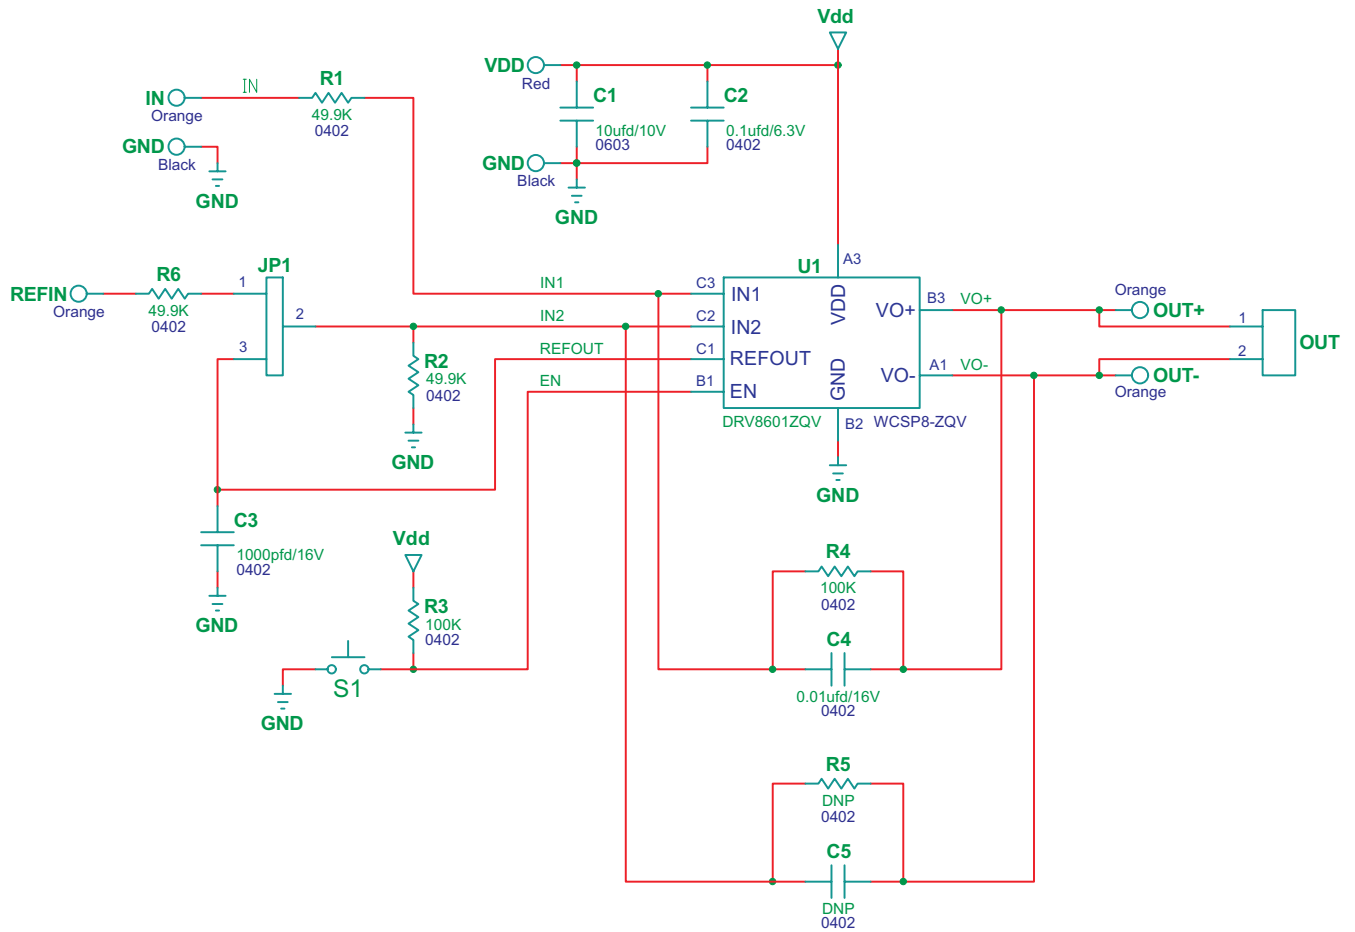 Vdd
VDD
Red
C1
10ufd/10V
0603
C2
0.1ufd/6.3V
0402
GND
Black
GND
IN
Orange
IN
R1
49.9K
0402
GND
Black
GND
REFIN
Orange
R6
49.9K
0402
JP1
1
2
3
R2
49.9K
0402
GND
IN1
IN2
REFOUT
EN
C3
C2
C1
B1
U1
IN1
IN2
REFOUT
EN
VDD
GND
VO+
VO-
A3
B3
A1
B2
DRV8601ZQV
WCSP8-ZQV
GND
VO+
VO-
Orange
OUT+
OUT-
Orange
1
2
OUT
C3
1000pfd/16V
0402
GND
Vdd
R3
100K
0402
S1
GND
R4
100K
0402
C4
0.01ufd/16V
0402
R5
DNP
0402
C5
DNP
0402